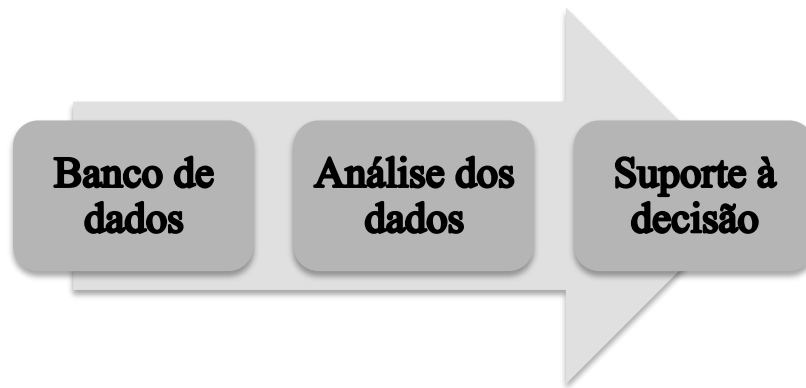 Banco de
dados
Análise dos
dados
Suporte à
decisão